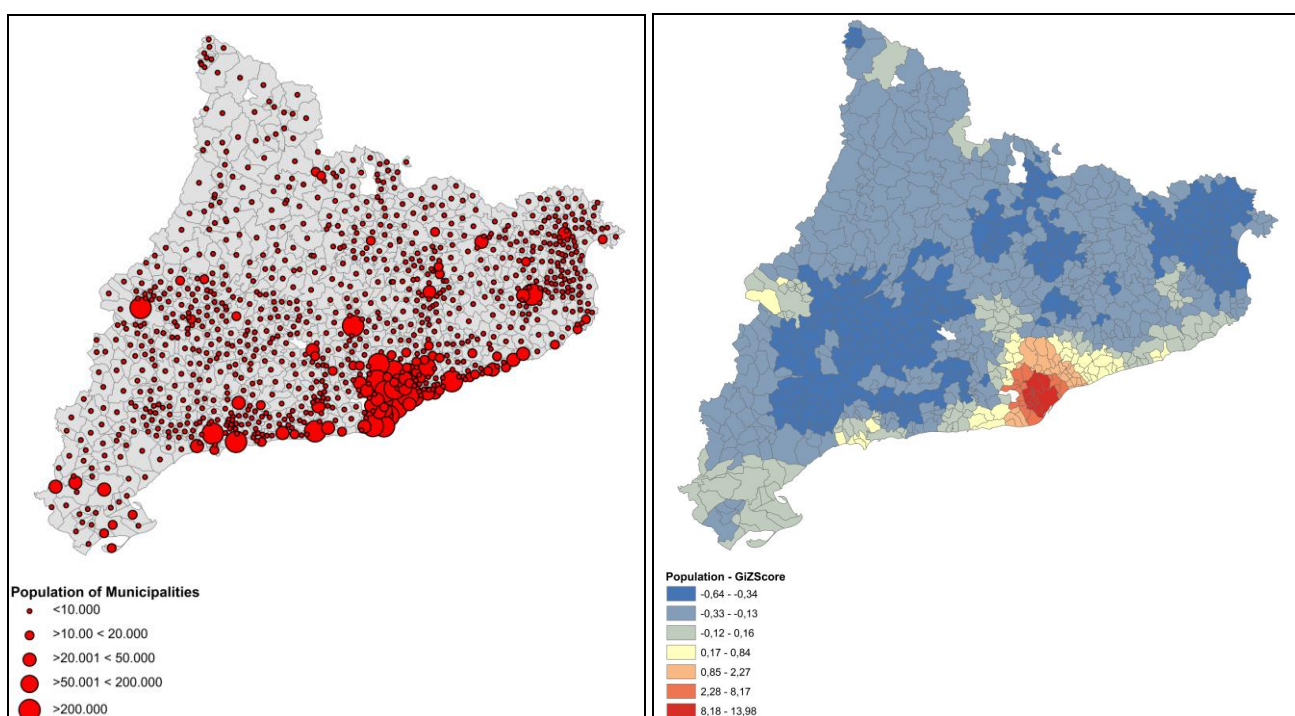 Population of Municipalities
<10.000
>10.00 < 20.000
>20.001 < 50.000
>50.001 < 200.000
>200.000
Population - GiZScore
-0,64 - -0,34
-0,33 - -0,13
-0,12 - 0,16
0,17 - 0,84
0,85 - 2,27
2,28 - 8,17
8,18 - 13,98